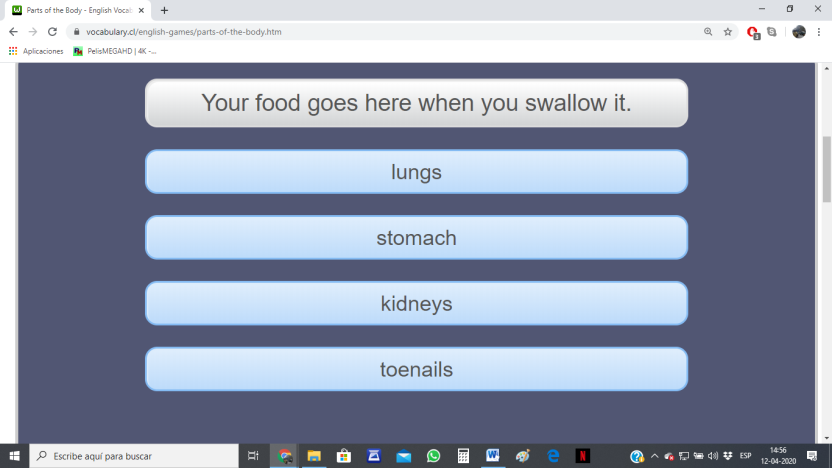 Parts of the Body - English Vocab
vocabulary.cl/english-games/parts-of-the-body.htm
Aplicaciones
PelisMEGAHD | 4K -...
Your food goes here when you swallow it.
lungs
stomach
kidneys
toenails
Escribe aquí para buscar
ESP
14:56
12-04-2020